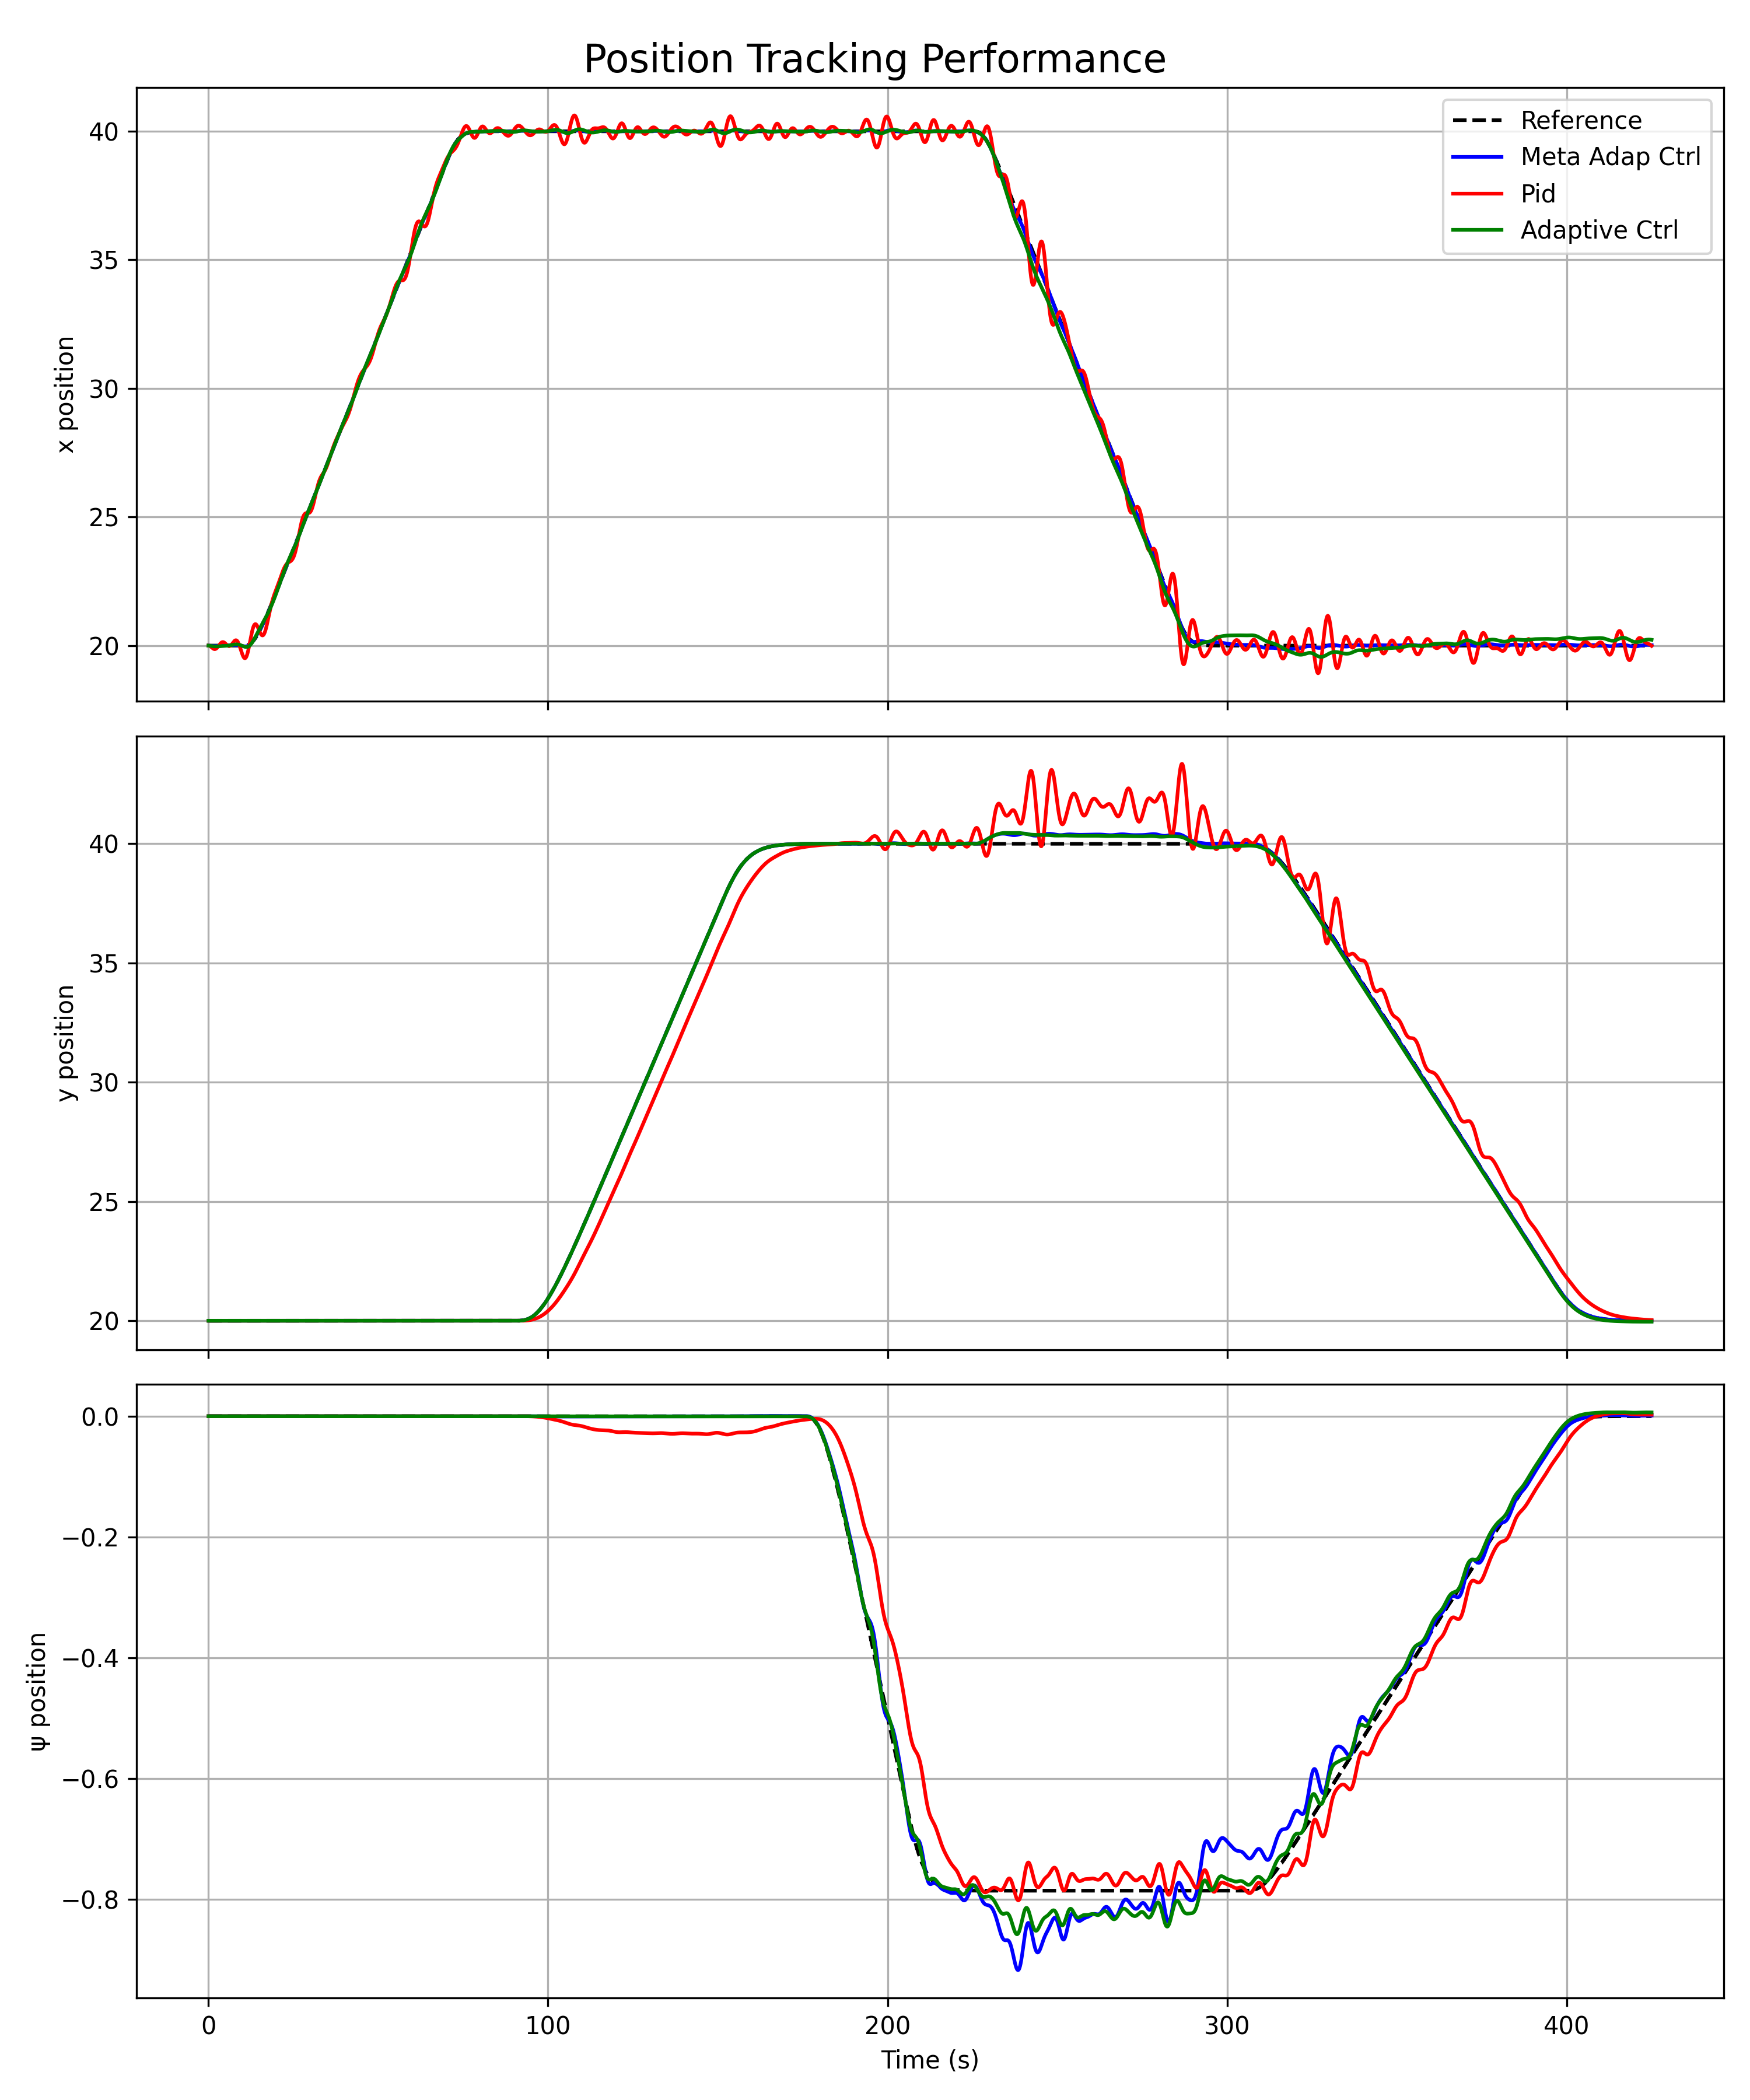 Position Tracking Performance
40
35
30
25
20
x position
Reference
Meta Adap Ctrl
Pid
Adaptive Ctrl
40
35
30
25
20
y position
0.0
−0.2
−0.4
−0.6
−0.8
ψ position
0 100 200 300 400
Time (s)